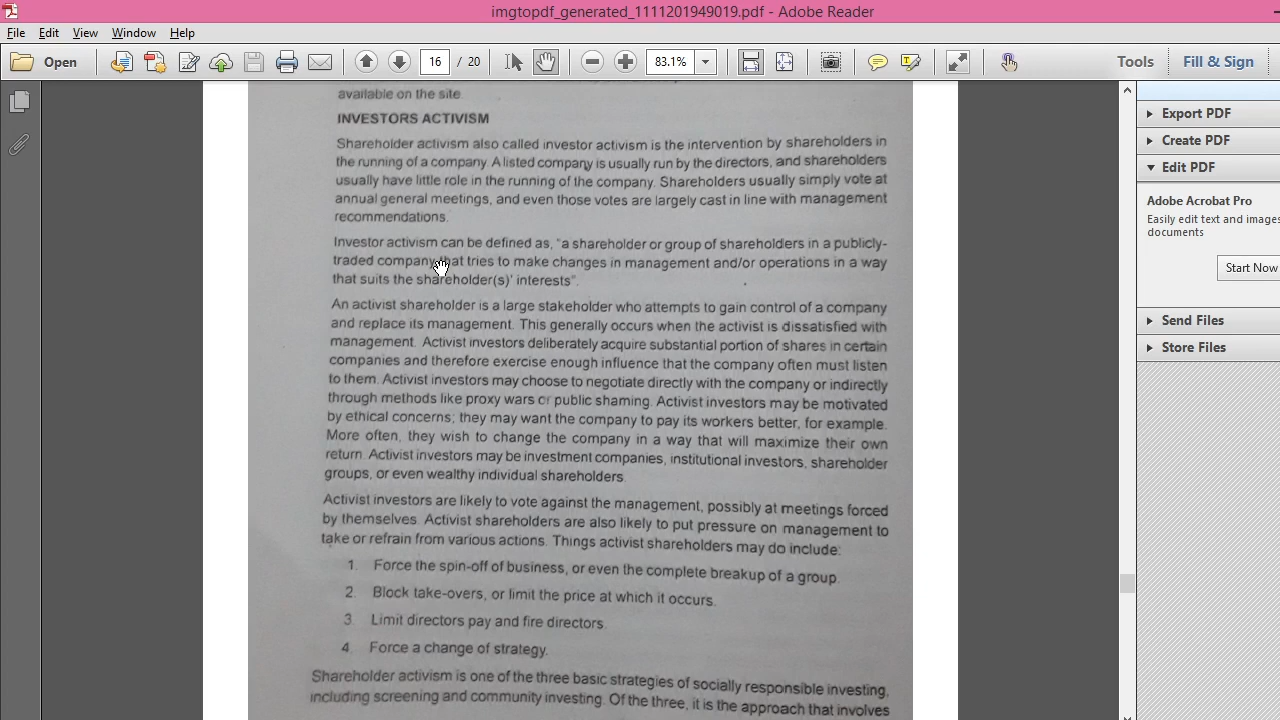 imgtopdf_generated_1111201949019.pdf - Adobe Reader
File Edit View Window Help
Open 16 / 20 83.1% Tools Fill & Sign
available on the site
INVESTORS ACTIVISM
Shareholder activism also called investor activism is the intervention by shareholders in
the running of a company. A listed company is usually run by the directors, and shareholders
usually have little role in the running of the company. Shareholders usually simply vote at
annual general meetings, and even those votes are largely cast in line with management
recommendations.
Investor activism can be defined as, "a shareholder or group of shareholders in a publicly-
traded company that tries to make changes in management and/or operations in a way
that suits the shareholder(s)' interests".
An activist shareholder is a large stakeholder who attempts to gain control of a company
and replace its management. This generally occurs when the activist is dissatisfied with
management. Activist investors deliberately acquire substantial portion of shares in certain
companies and therefore exercise enough influence that the company often must listen
to them. Activist investors may choose to negotiate directly with the company or indirectly
through methods like proxy wars or public shaming. Activist investors may be motivated
by ethical concerns; they may want the company to pay its workers better, for example.
More often, they wish to change the company in a way that will maximize their own
return. Activist investors may be investment companies, institutional investors, shareholder
groups, or even wealthy individual shareholders.
Activist investors are likely to vote against the management, possibly at meetings forced
by themselves. Activist shareholders are also likely to put pressure on management to
take or refrain from various actions. Things activist shareholders may do include:
1. Force the spin-off of business, or even the complete breakup of a group.
2. Block take-overs, or limit the price at which it occurs.
3. Limit directors pay and fire directors.
4. Force a change of strategy.
Shareholder activism is one of the three basic strategies of socially responsible investing,
including screening and community investing. Of the three, it is the approach that involves
Export PDF
Create PDF
Edit PDF
Adobe Acrobat Pro
Easily edit text and images
documents
Start Now
Send Files
Store Files